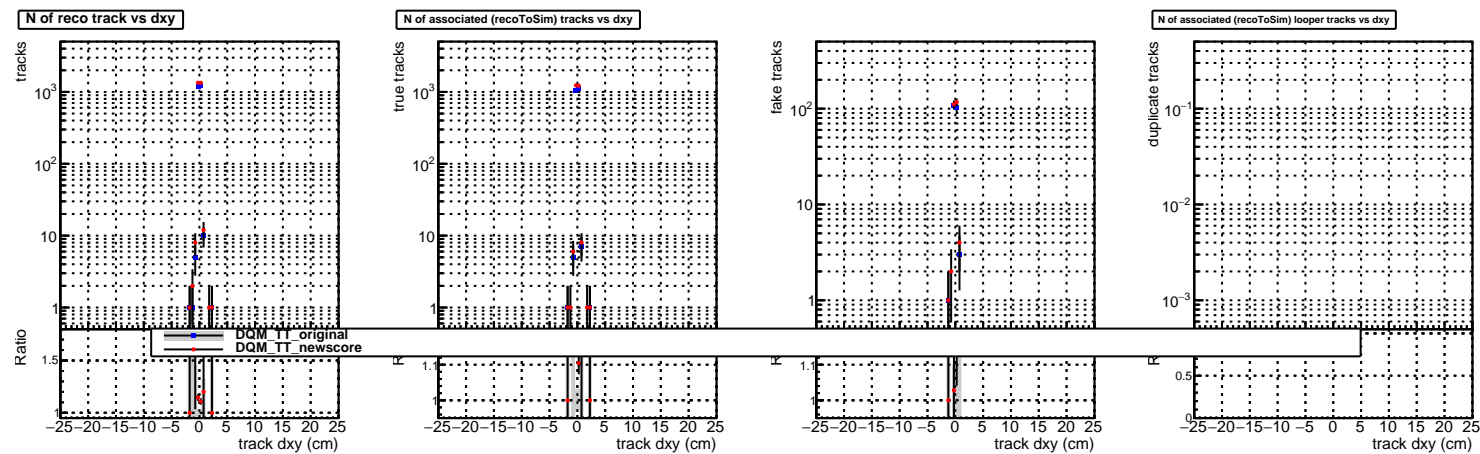 N of reco track vs dxy
tracks
10³
10²
10
1
Ratio
1.5
1
−25 −20 −15 −10 −5 0 5 10 15 20 25
track dxy (cm)
N of associated (recoToSim) tracks vs dxy
true tracks
10³
10²
10
1
1.1
1
−25 −20 −15 −10 −5 0 5 10 15 20 25
track dxy (cm)
fake tracks
10²
10
1
1.1
1
−25 −20 −15 −10 −5 0 5 10 15 20 25
track dxy (cm)
N of associated (recoToSim) looper tracks vs dxy
duplicate tracks
10⁻¹
10⁻²
10⁻³
0.5
0
−25 −20 −15 −10 −5 0 5 10 15 20 25
track dxy (cm)
DQM_TT_original
DQM_TT_newscore